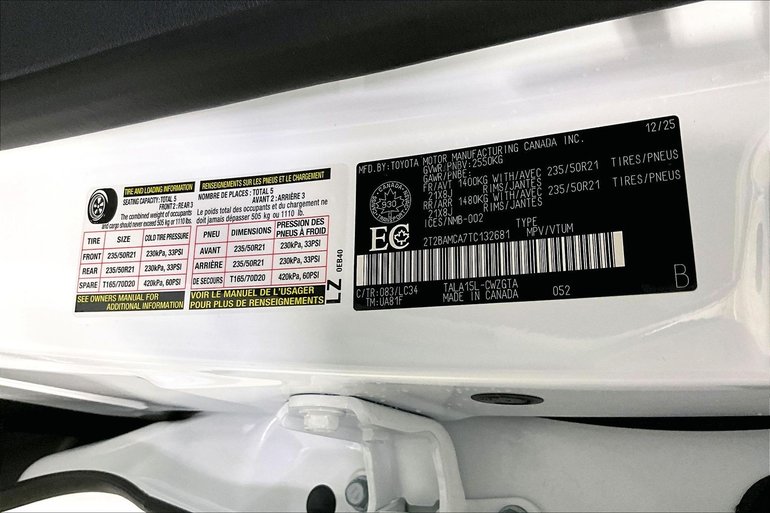 TIRE AND LOADING INFORMATION
SEATING CAPACITY: TOTAL 5
FRONT 2: REAR 3
The combined weight of occupants
and cargo should never exceed 505 kg or 1110 lbs.
TIRE SIZE COLD TIRE PRESSURE
FRONT 235/50R21 230kPa, 33PSI
REAR 235/50R21 230kPa, 33PSI
SPARE T165/70D20 420kPa, 60PSI
SEE OWNERS MANUAL FOR
ADDITIONAL INFORMATION
RENSEIGNEMENTS SUR LES PNEUS ET LE CHARGEMENT
NOMBRE DE PLACES: TOTAL 5
AVANT 2: ARRIÈRE 3
Le poids total des occupants et du chargement ne
doit jamais dépasser 505 kg ou 1110 lb.
PNEU DIMENSIONS PRESSION DES PNEUS À FROID
AVANT 235/50R21 230kPa, 33PSI
ARRIÈRE 235/50R21 230kPa, 33PSI
DE SECOURS T165/70D20 420kPa, 60PSI
VOIR LE MANUEL DE L'USAGER
POUR PLUS DE RENSEIGNEMENTS
LZ 0EB40
MFD.BY:TOYOTA MOTOR MANUFACTURING CANADA INC. 12/25
GVWR/PNBV:2550KG
GAWR/PNBE:
FR/AVT 1400KG WITH/AVEC 235/50R21 TIRES/PNEUS
21X8J RIMS/JANTES
RR/ARR 1480KG WITH/AVEC 235/50R21 TIRES/PNEUS
21X8J RIMS/JANTES
ICES/NMB-002
TYPE
2T2BAMCA7TC132681 MPV/VTUM
CANADA
930
EC
C/TR:083/LC34 TALA15L-CWZGTA 052
TM:UA81F MADE IN CANADA
B